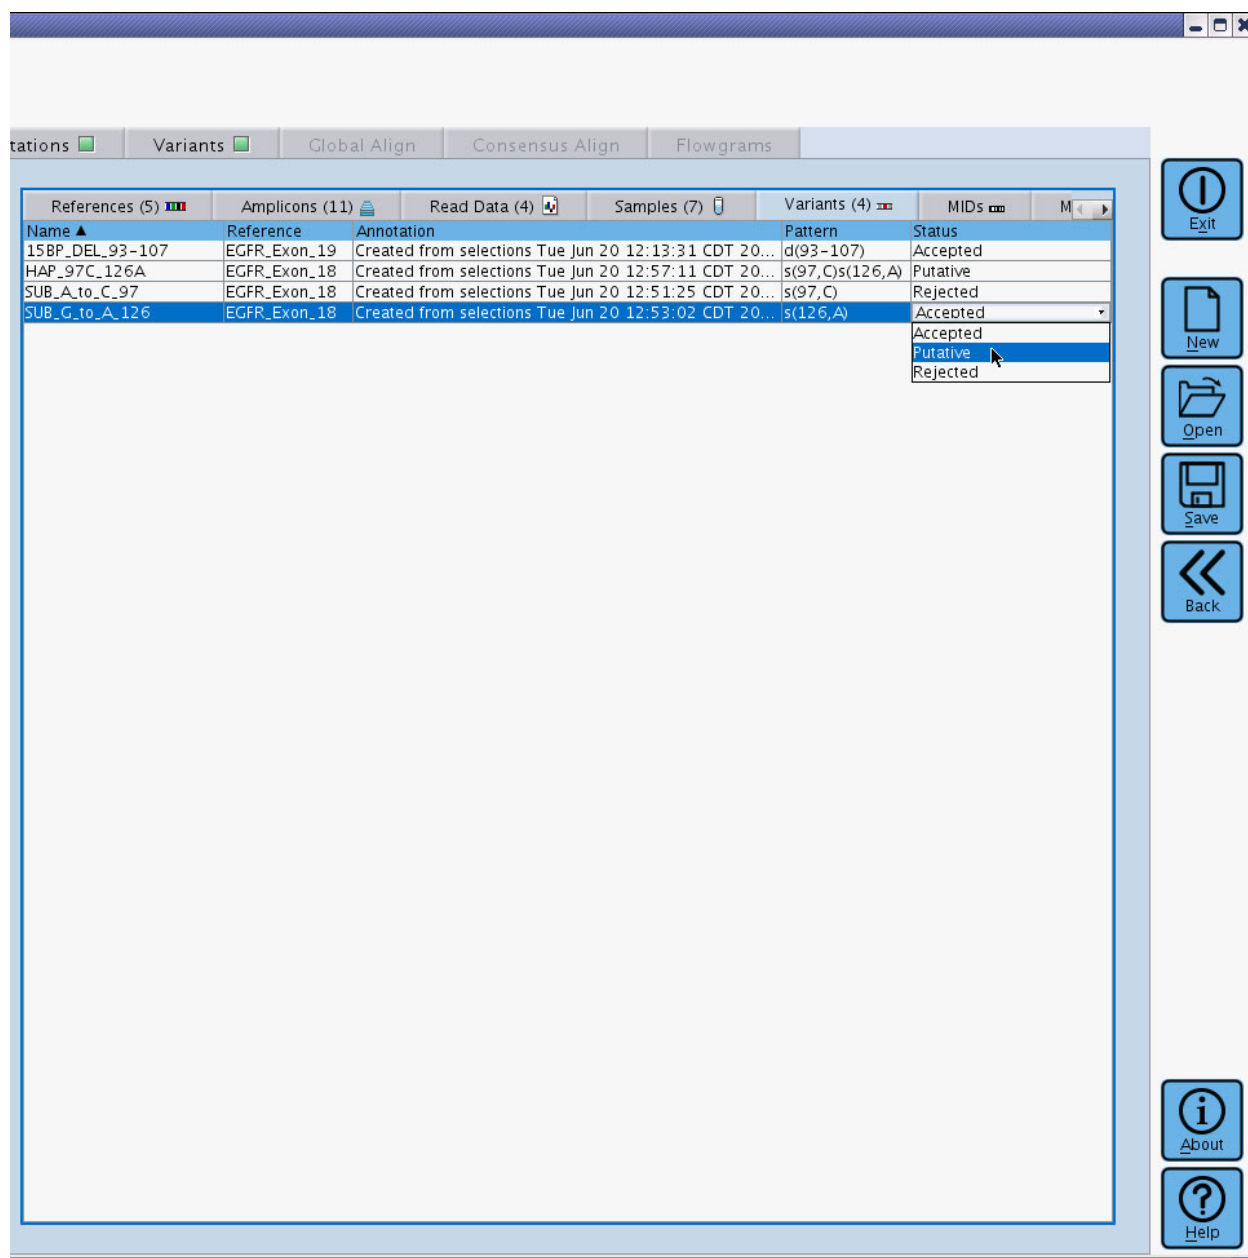 tations Variants Global Align Consensus Align Flowgrams
References (5) Amplicons (11) Read Data (4) Samples (7) Variants (4) MIDs M
Name Reference Annotation Pattern Status
15BP_DEL_93-107 EGFR_Exon_19 Created from selections Tue Jun 20 12:13:31 CDT 20... d(93-107) Accepted
HAP_97C_126A EGFR_Exon_18 Created from selections Tue Jun 20 12:57:11 CDT 20... s(97,C)s(126,A) Putative
SUB_A_to_C_97 EGFR_Exon_18 Created from selections Tue Jun 20 12:51:25 CDT 20... s(97,C) Rejected
SUB_G_to_A_126 EGFR_Exon_18 Created from selections Tue Jun 20 12:53:02 CDT 20... s(126,A) Accepted
Accepted
Putative
Rejected
Exit
New
Open
Save
Back
About
Help